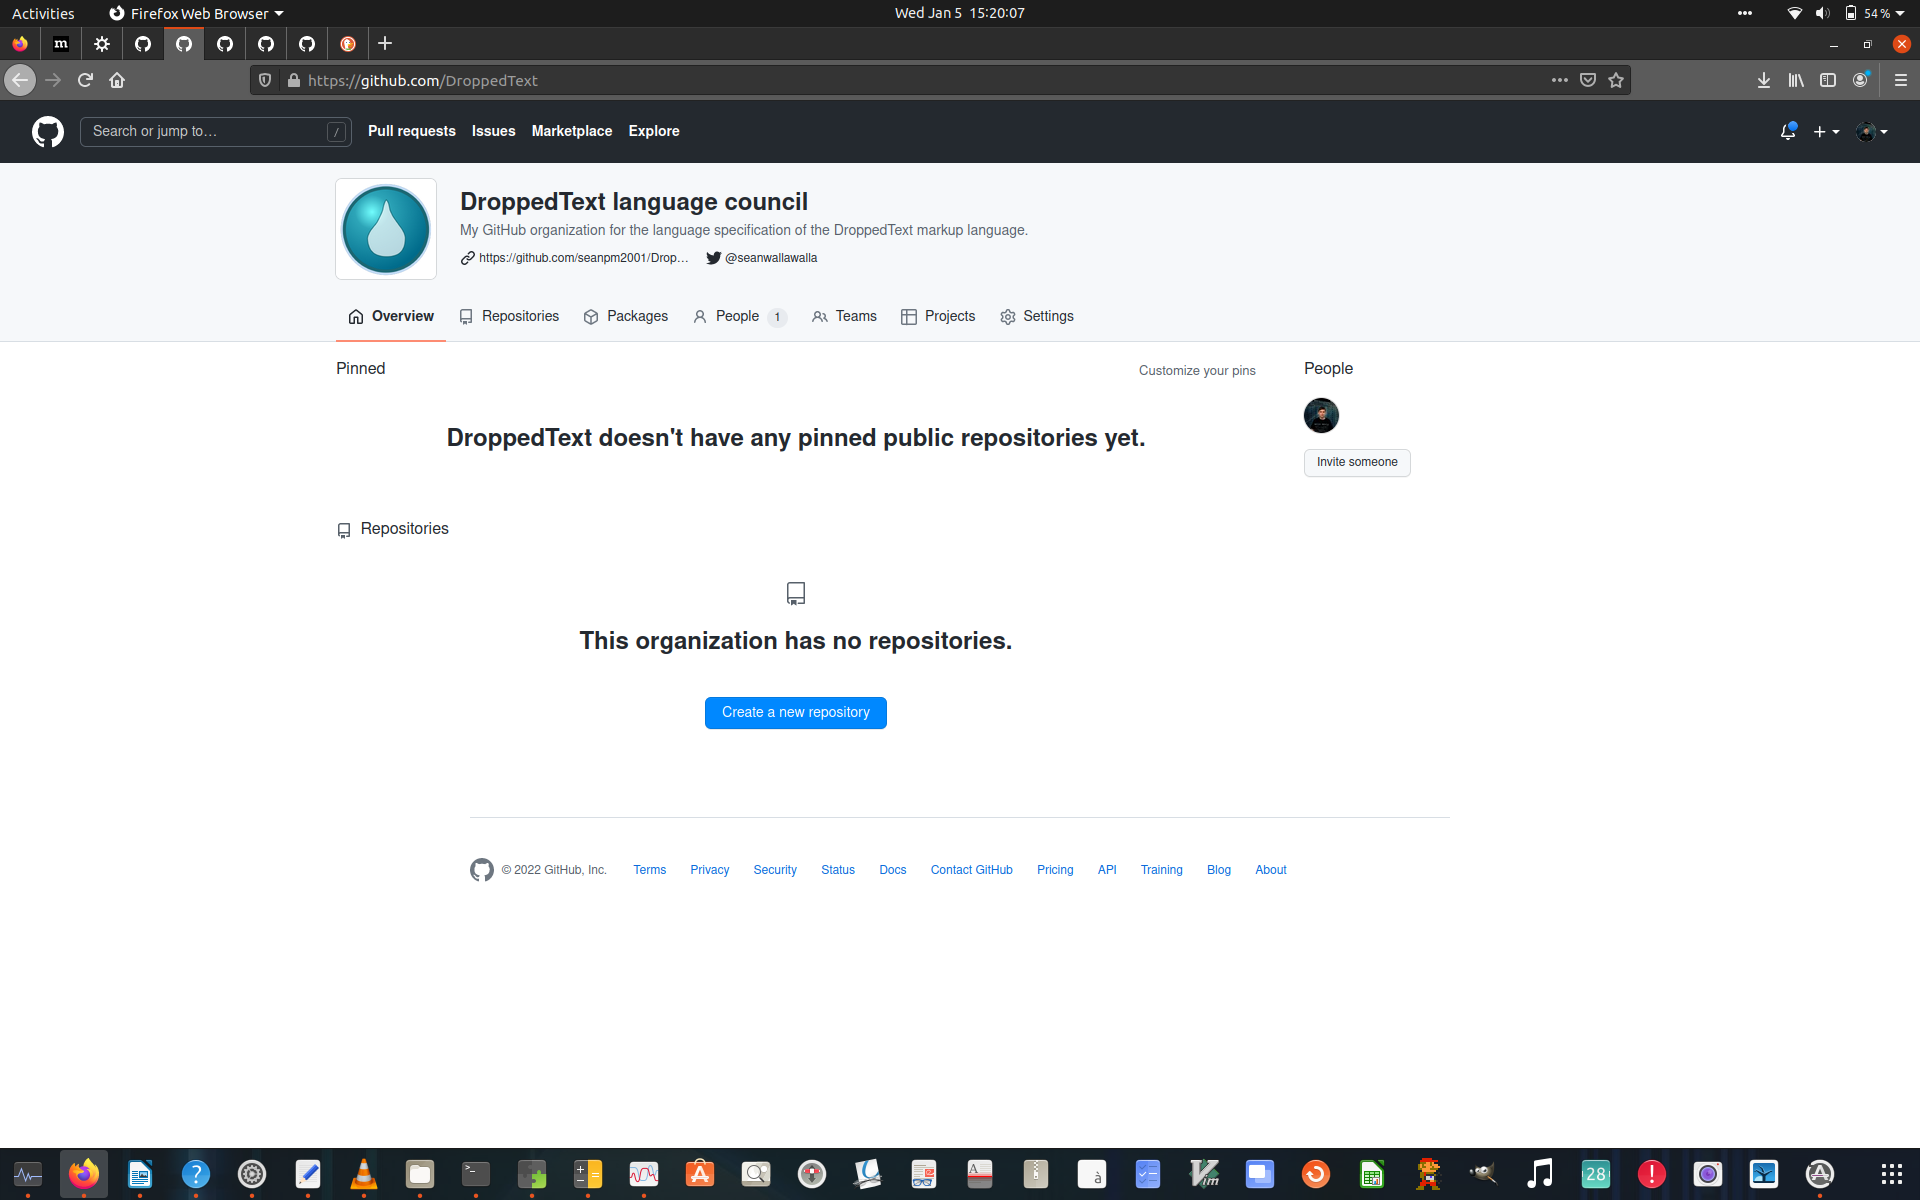 Activities
Firefox Web Browser
Wed Jan 5 15:20:07
54 %
m
https://github.com/DroppedText
Search or jump to…
/
Pull requests
Issues
Marketplace
Explore
DroppedText language council
My GitHub organization for the language specification of the DroppedText markup language.
https://github.com/seanpm2001/Drop…
@seanwallawalla
Overview
Repositories
Packages
People 1
Teams
Projects
Settings
Pinned
Customize your pins
People
DroppedText doesn't have any pinned public repositories yet.
Invite someone
Repositories
This organization has no repositories.
Create a new repository
© 2022 GitHub, Inc.
Terms
Privacy
Security
Status
Docs
Contact GitHub
Pricing
API
Training
Blog
About
?
>_
A
à
Vim
28
!
A